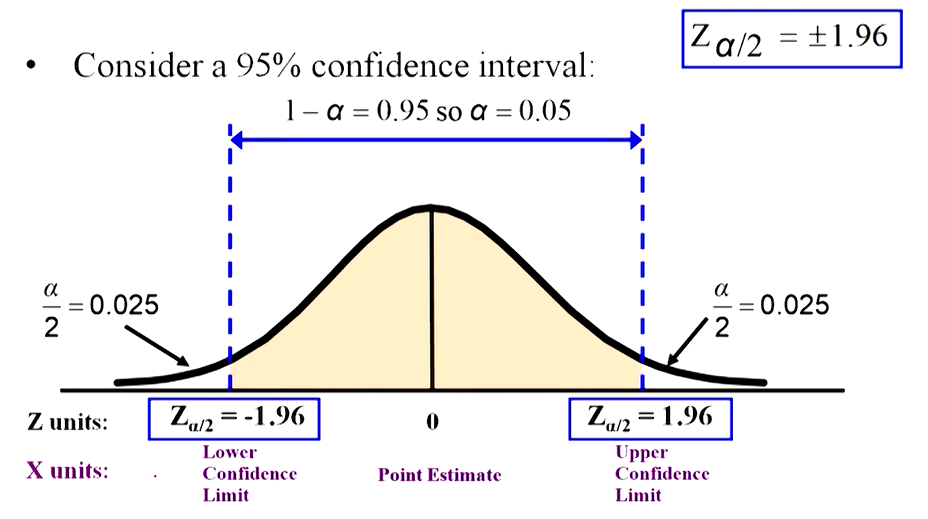 Z α/2 = ±1.96
• Consider a 95% confidence interval:
1 – α = 0.95 so α = 0.05
α/2 = 0.025
α/2 = 0.025
Z units: Zα/2 = -1.96 0 Zα/2 = 1.96
X units: Lower Confidence Limit Point Estimate Upper Confidence Limit